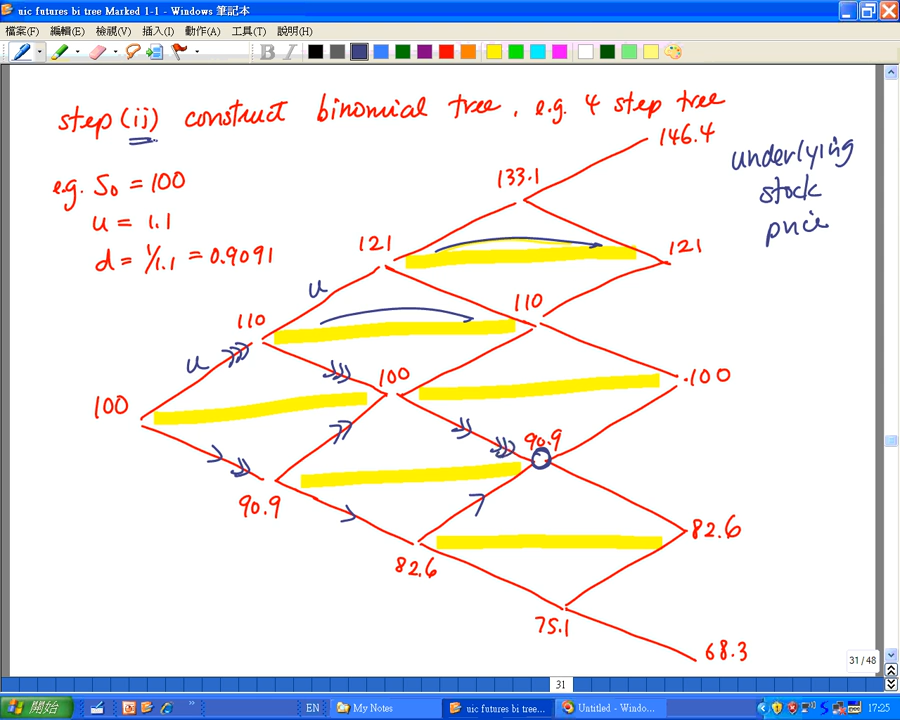 uic futures bi tree Marked 1-1 - Windows 筆記本
檔案(F) 編輯(E) 檢視(V) 插入(I) 動作(A) 工具(T) 說明(H)
B I
step (ii) construct binomial tree. e.g. 4 step tree
underlying
stock
price
e.g. S0 = 100
u = 1.1
d = 1/1.1 = 0.9091
146.4
133.1
121
121
u
110
110
u
100
100
.100
90.9
90.9
82.6
82.6
75.1
68.3
31 / 48
31
開始
EN
My Notes
uic futures bi tree...
Untitled - Windo...
17:25